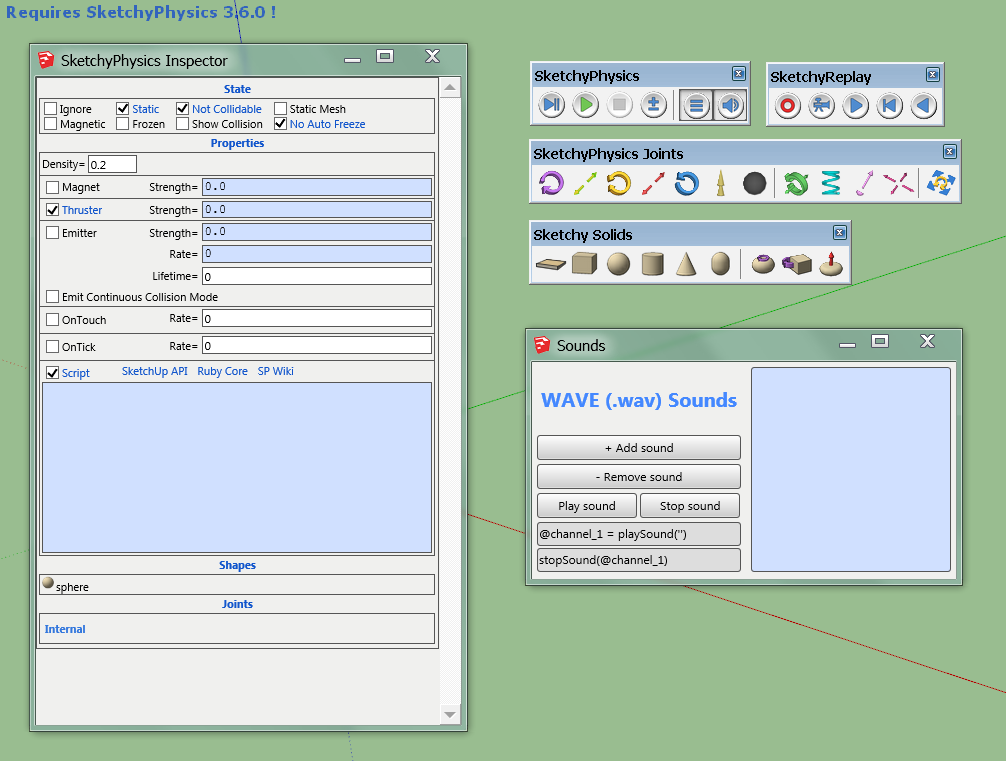 Requires SketchyPhysics 3.6.0 !
SketchyPhysics Inspector
State
Ignore Static Not Collidable Static Mesh
Magnetic Frozen Show Collision No Auto Freeze
Properties
Density= 0.2
Magnet Strength= 0.0
Thruster Strength= 0.0
Emitter Strength= 0.0
Rate= 0
Lifetime= 0
Emit Continuous Collision Mode
OnTouch Rate= 0
OnTick Rate= 0
Script SketchUp API Ruby Core SP Wiki
Shapes
sphere
Joints
Internal
SketchyPhysics
SketchyReplay
SketchyPhysics Joints
Sketchy Solids
Sounds
WAVE (.wav) Sounds
+ Add sound
- Remove sound
Play sound Stop sound
@channel_1 = playSound('')
stopSound(@channel_1)